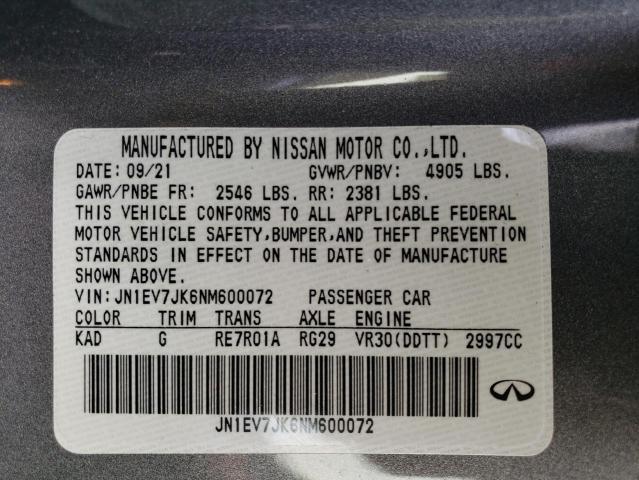 MANUFACTURED BY NISSAN MOTOR CO.,LTD.
DATE: 09/21 GVWR/PNBV: 4905 LBS.
GAWR/PNBE FR: 2546 LBS. RR: 2381 LBS.
THIS VEHICLE CONFORMS TO ALL APPLICABLE FEDERAL
MOTOR VEHICLE SAFETY,BUMPER,AND THEFT PREVENTION
STANDARDS IN EFFECT ON THE DATE OF MANUFACTURE
SHOWN ABOVE.
VIN: JN1EV7JK6NM600072 PASSENGER CAR
COLOR TRIM TRANS AXLE ENGINE
KAD G RE7R01A RG29 VR30(DDTT) 2997CC
JN1EV7JK6NM600072